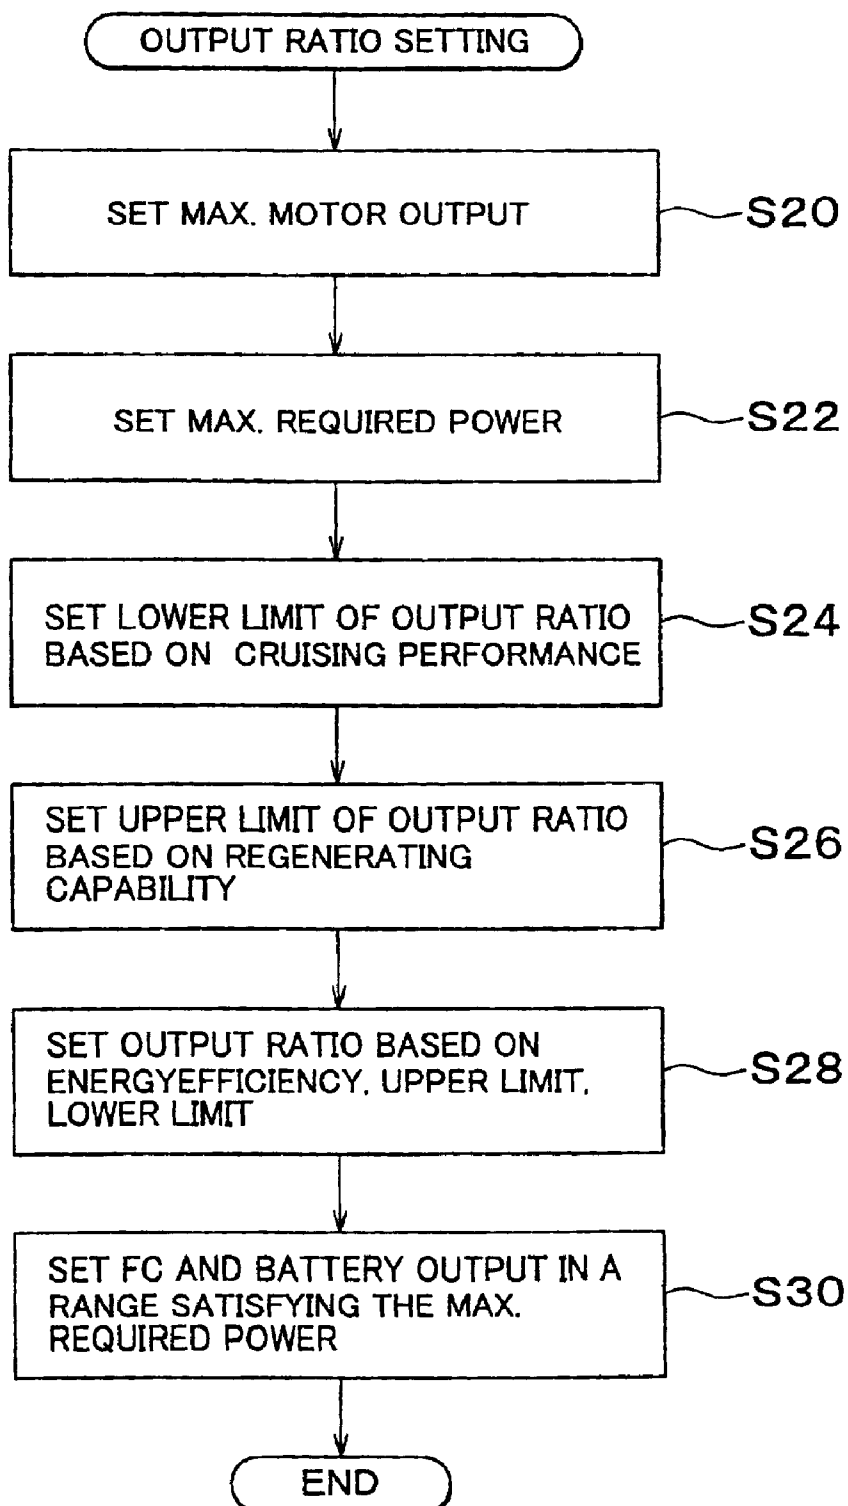 OUTPUT RATIO SETTING
SET MAX. MOTOR OUTPUT
S20
SET MAX. REQUIRED POWER
S22
SET LOWER LIMIT OF OUTPUT RATIO
BASED ON CRUISING PERFORMANCE
S24
SET UPPER LIMIT OF OUTPUT RATIO
BASED ON REGENERATING
CAPABILITY
S26
SET OUTPUT RATIO BASED ON
ENERGYEFFICIENCY, UPPER LIMIT,
LOWER LIMIT
S28
SET FC AND BATTERY OUTPUT IN A
RANGE SATISFYING THE MAX.
REQUIRED POWER
S30
END